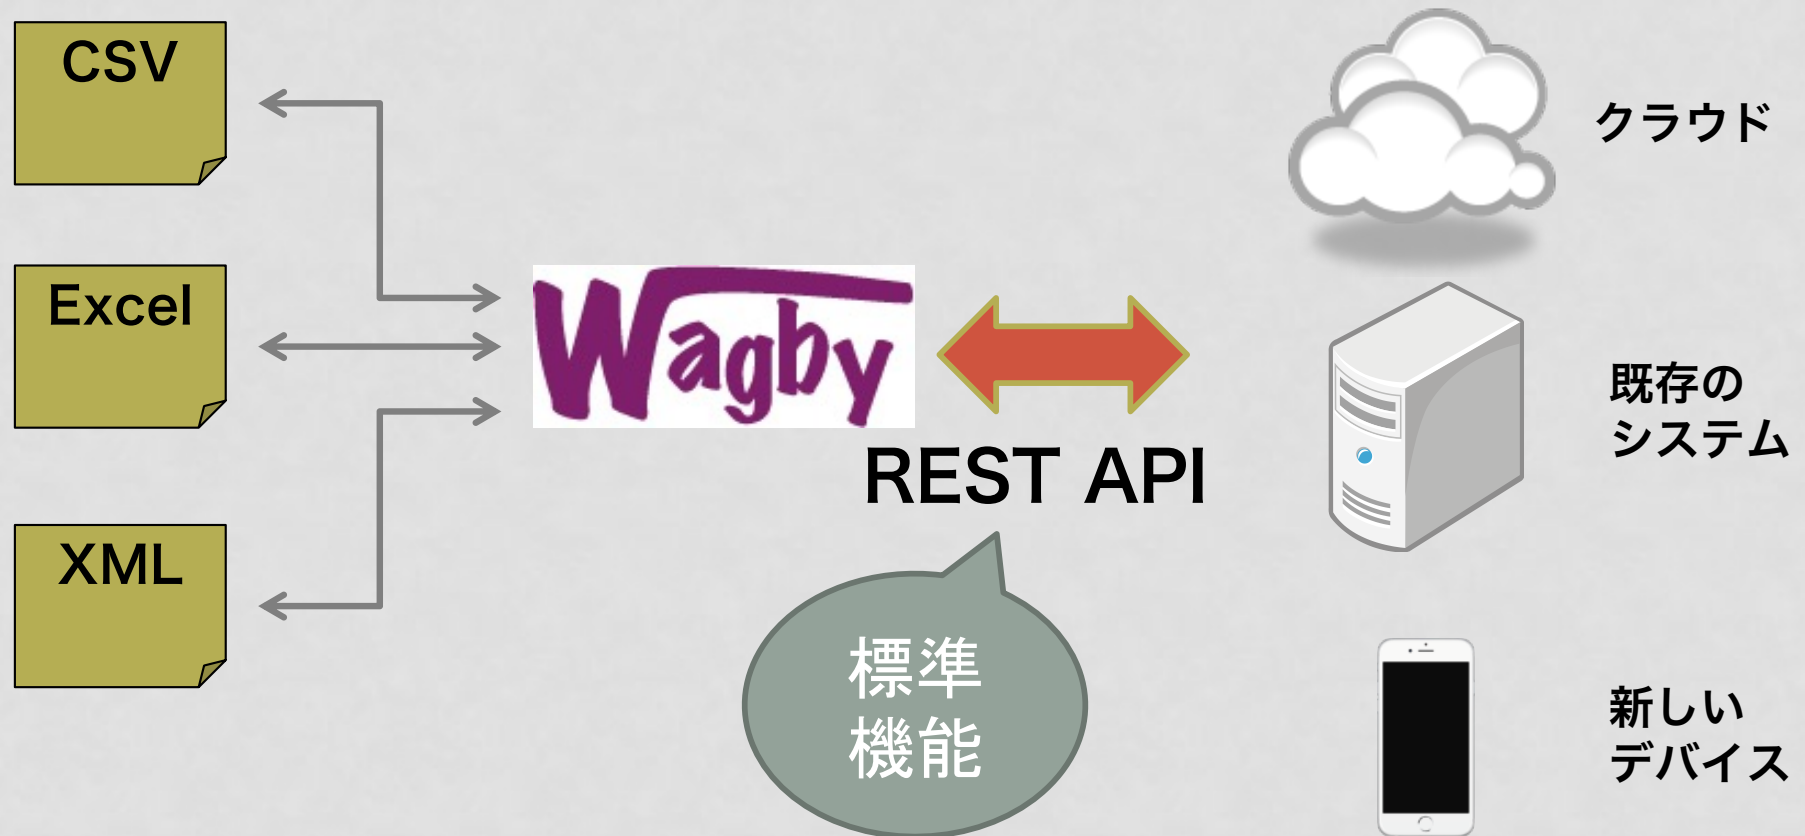 CSV
Excel
XML
Wagby
REST API
標準
機能
クラウド
既存の
システム
新しい
デバイス